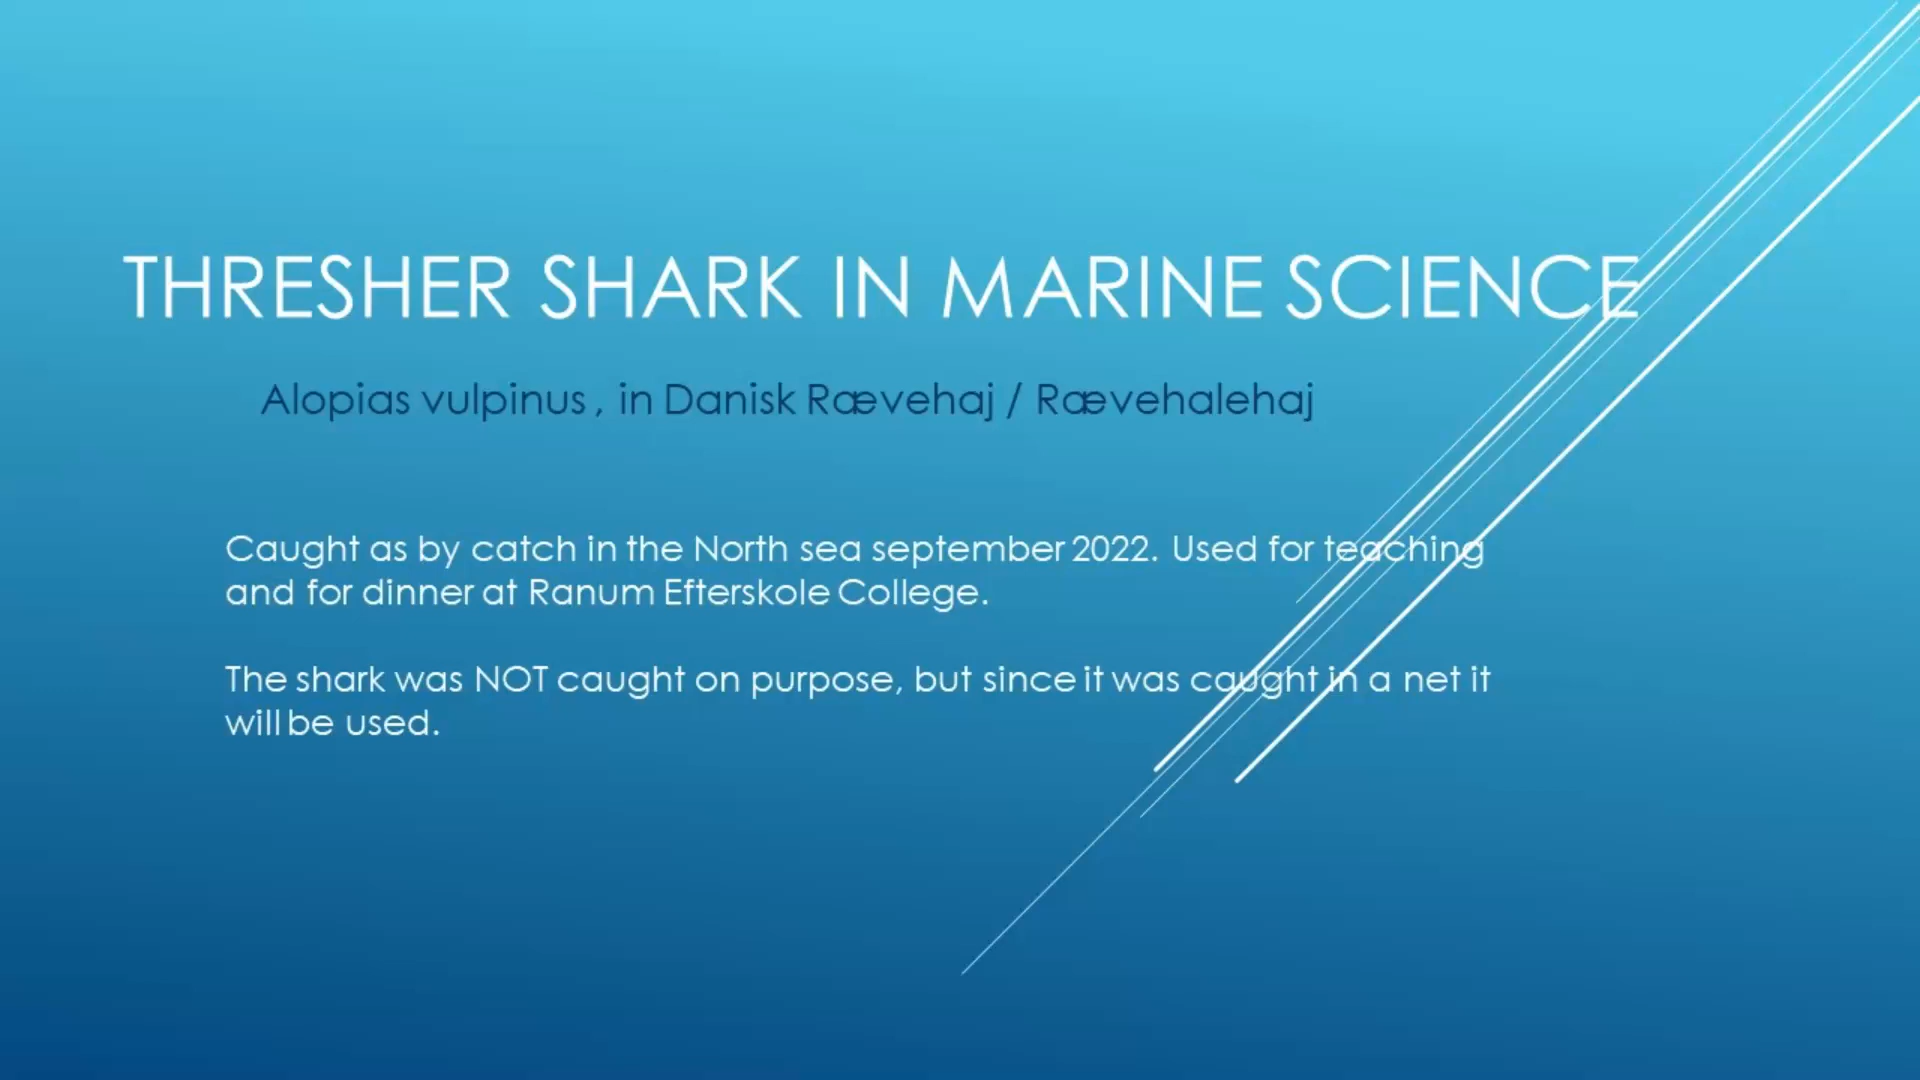 THRESHER SHARK IN MARINE SCIENCE
Alopias vulpinus , in Danisk Rævehaj / Rævehalehaj
Caught as by catch in the North sea september 2022. Used for teaching
and for dinner at Ranum Efterskole College.
The shark was NOT caught on purpose, but since it was caught in a net it
will be used.